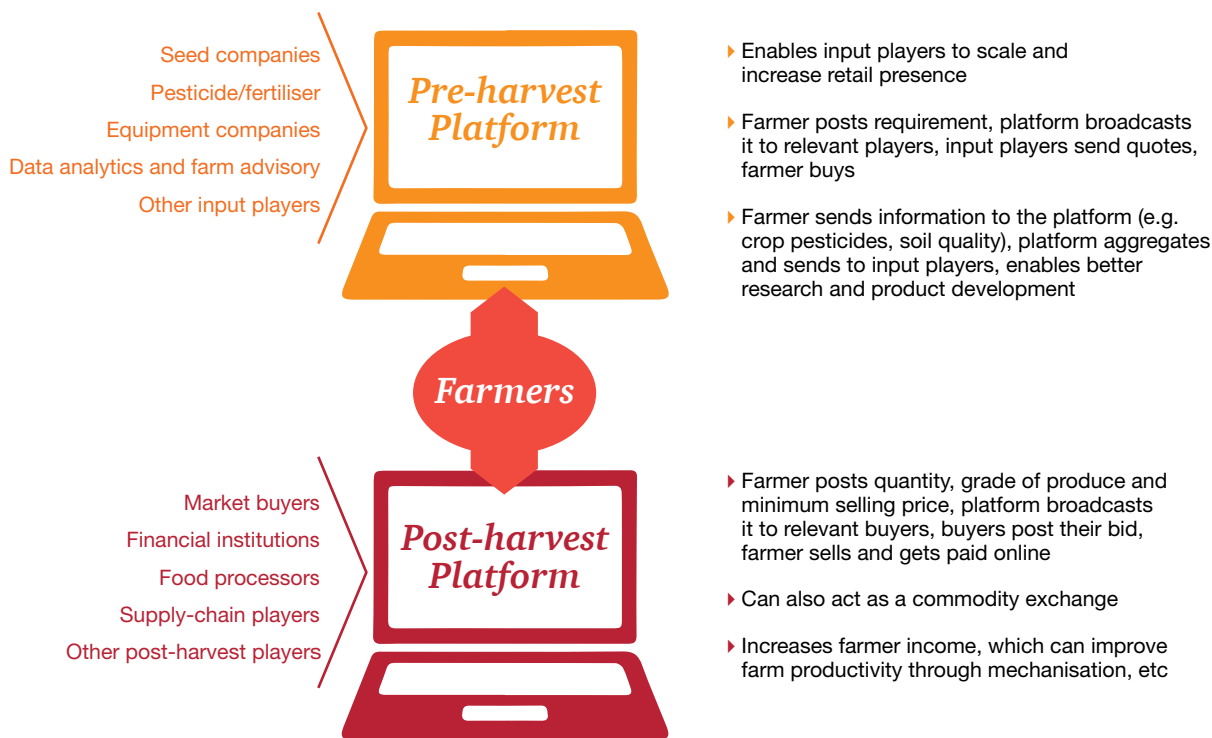 Seed companies
Pesticide/fertiliser
Equipment companies
Data analytics and farm advisory
Other input players
Pre-harvest
Platform
Enables input players to scale and
increase retail presence
Farmer posts requirement, platform broadcasts
it to relevant players, input players send quotes,
farmer buys
Farmer sends information to the platform (e.g.
crop pesticides, soil quality), platform aggregates
and sends to input players, enables better
research and product development
Farmers
Market buyers
Financial institutions
Food processors
Supply-chain players
Other post-harvest players
Post-harvest
Platform
Farmer posts quantity, grade of produce and
minimum selling price, platform broadcasts
it to relevant buyers, buyers post their bid,
farmer sells and gets paid online
Can also act as a commodity exchange
Increases farmer income, which can improve
farm productivity through mechanisation, etc